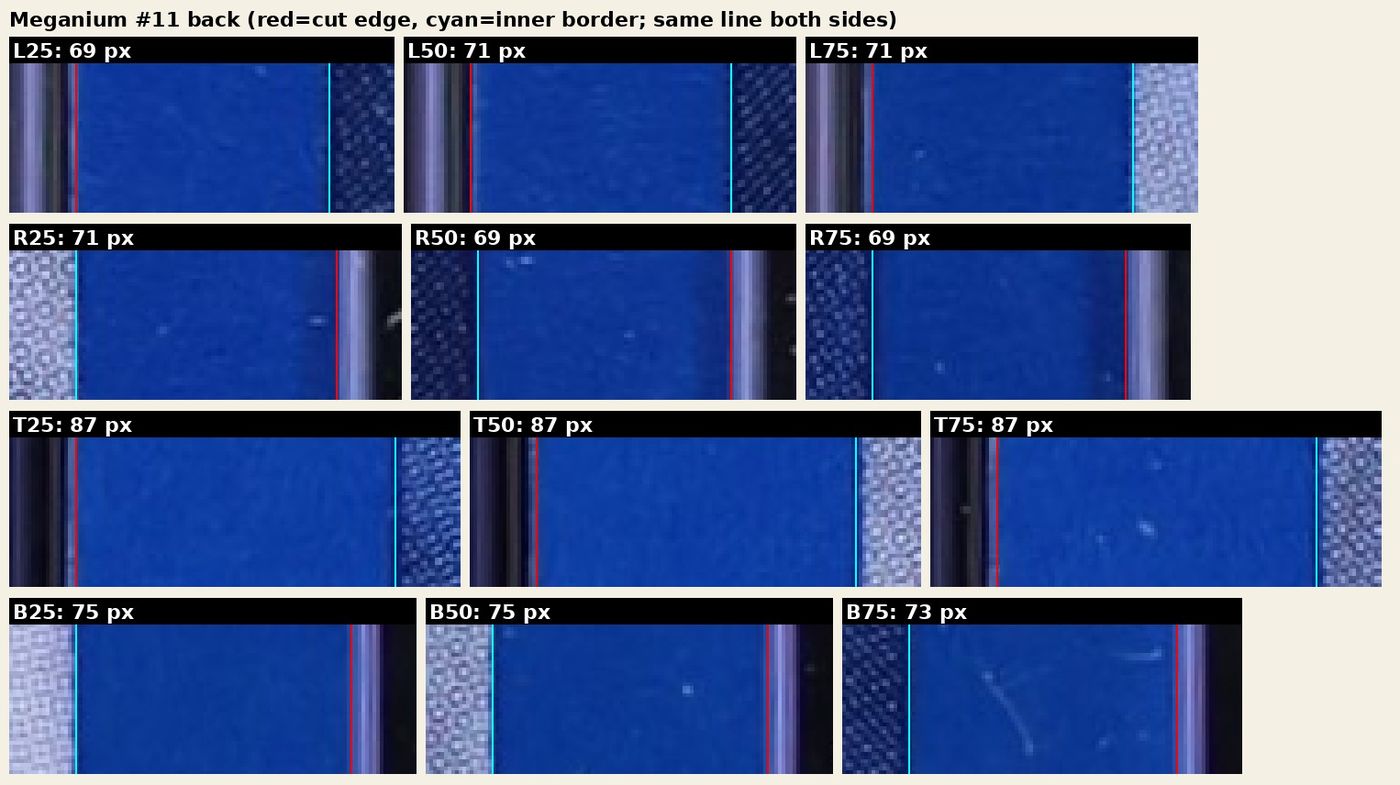 Meganium #11 back (red=cut edge, cyan=inner border; same line both sides)
L25: 69 px
L50: 71 px
L75: 71 px
R25: 71 px
R50: 69 px
R75: 69 px
T25: 87 px
T50: 87 px
T75: 87 px
B25: 75 px
B50: 75 px
B75: 73 px